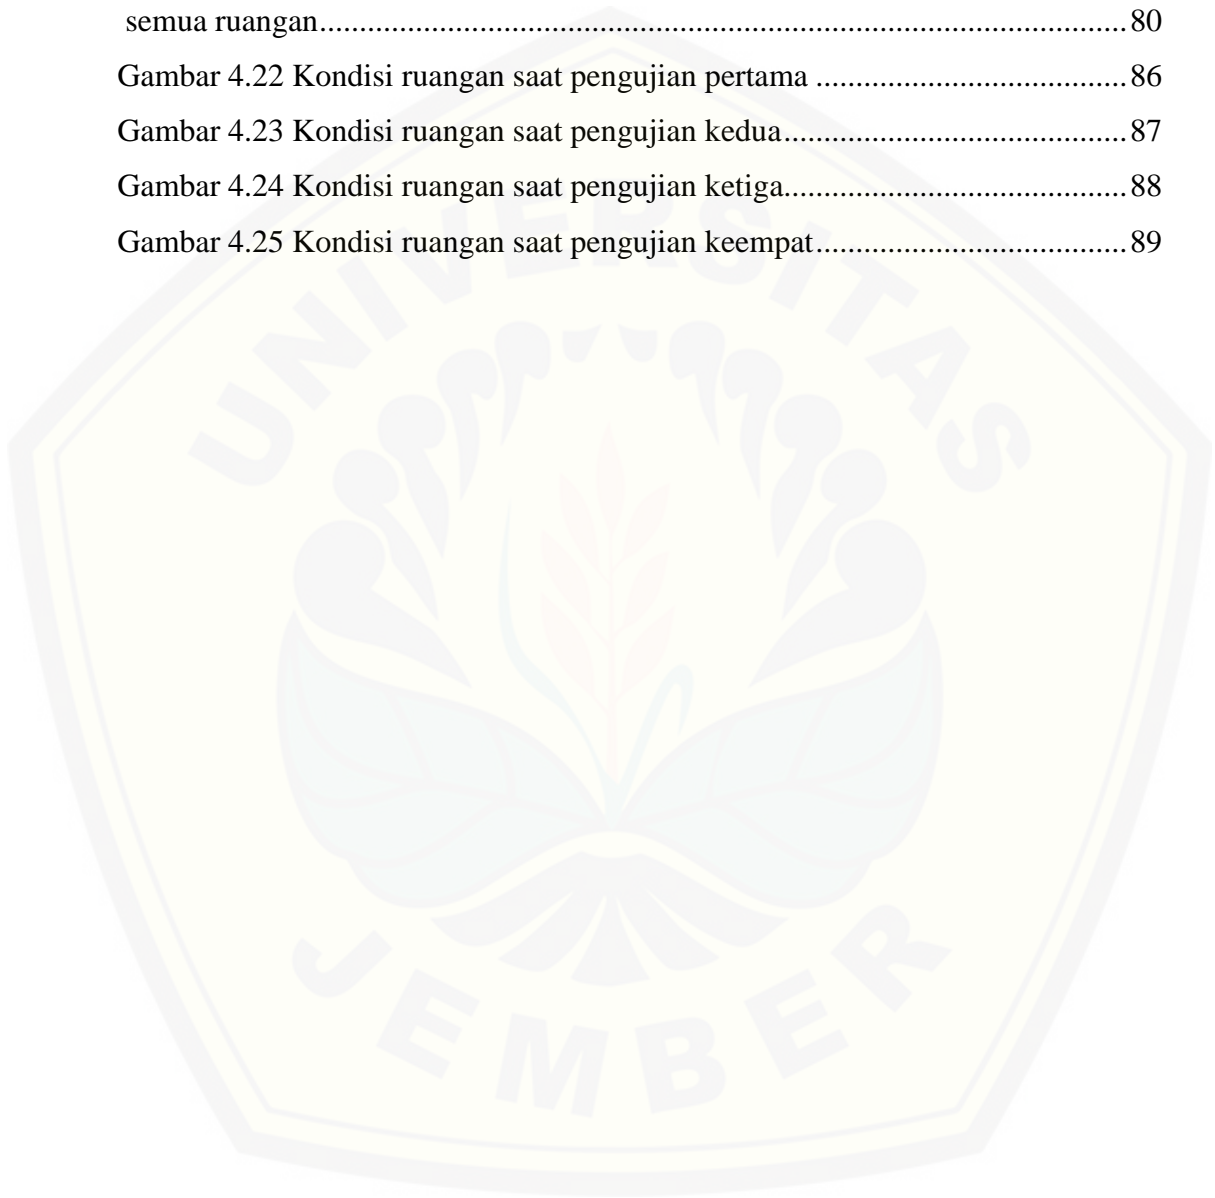 semua ruangan....................................................................................................80
Gambar 4.22 Kondisi ruangan saat pengujian pertama ......................................86
Gambar 4.23 Kondisi ruangan saat pengujian kedua..........................................87
Gambar 4.24 Kondisi ruangan saat pengujian ketiga..........................................88
Gambar 4.25 Kondisi ruangan saat pengujian keempat......................................89
UNIVERSITAS
JEMBER